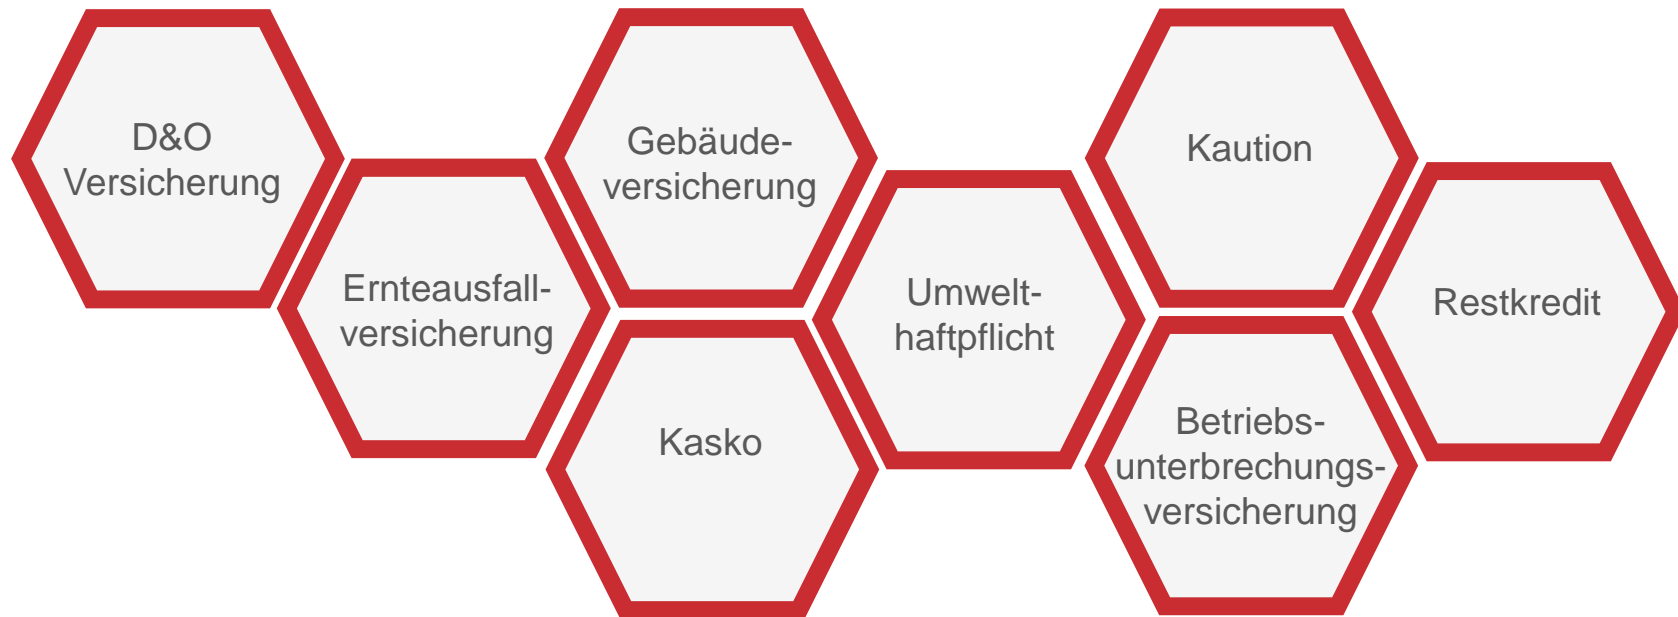 D&O
Versicherung
Ernteausfall-
versicherung
Gebäude-
versicherung
Kasko
Umwelt-
haftpflicht
Kaution
Betriebs-
unterbrechungs-
versicherung
Restkredit